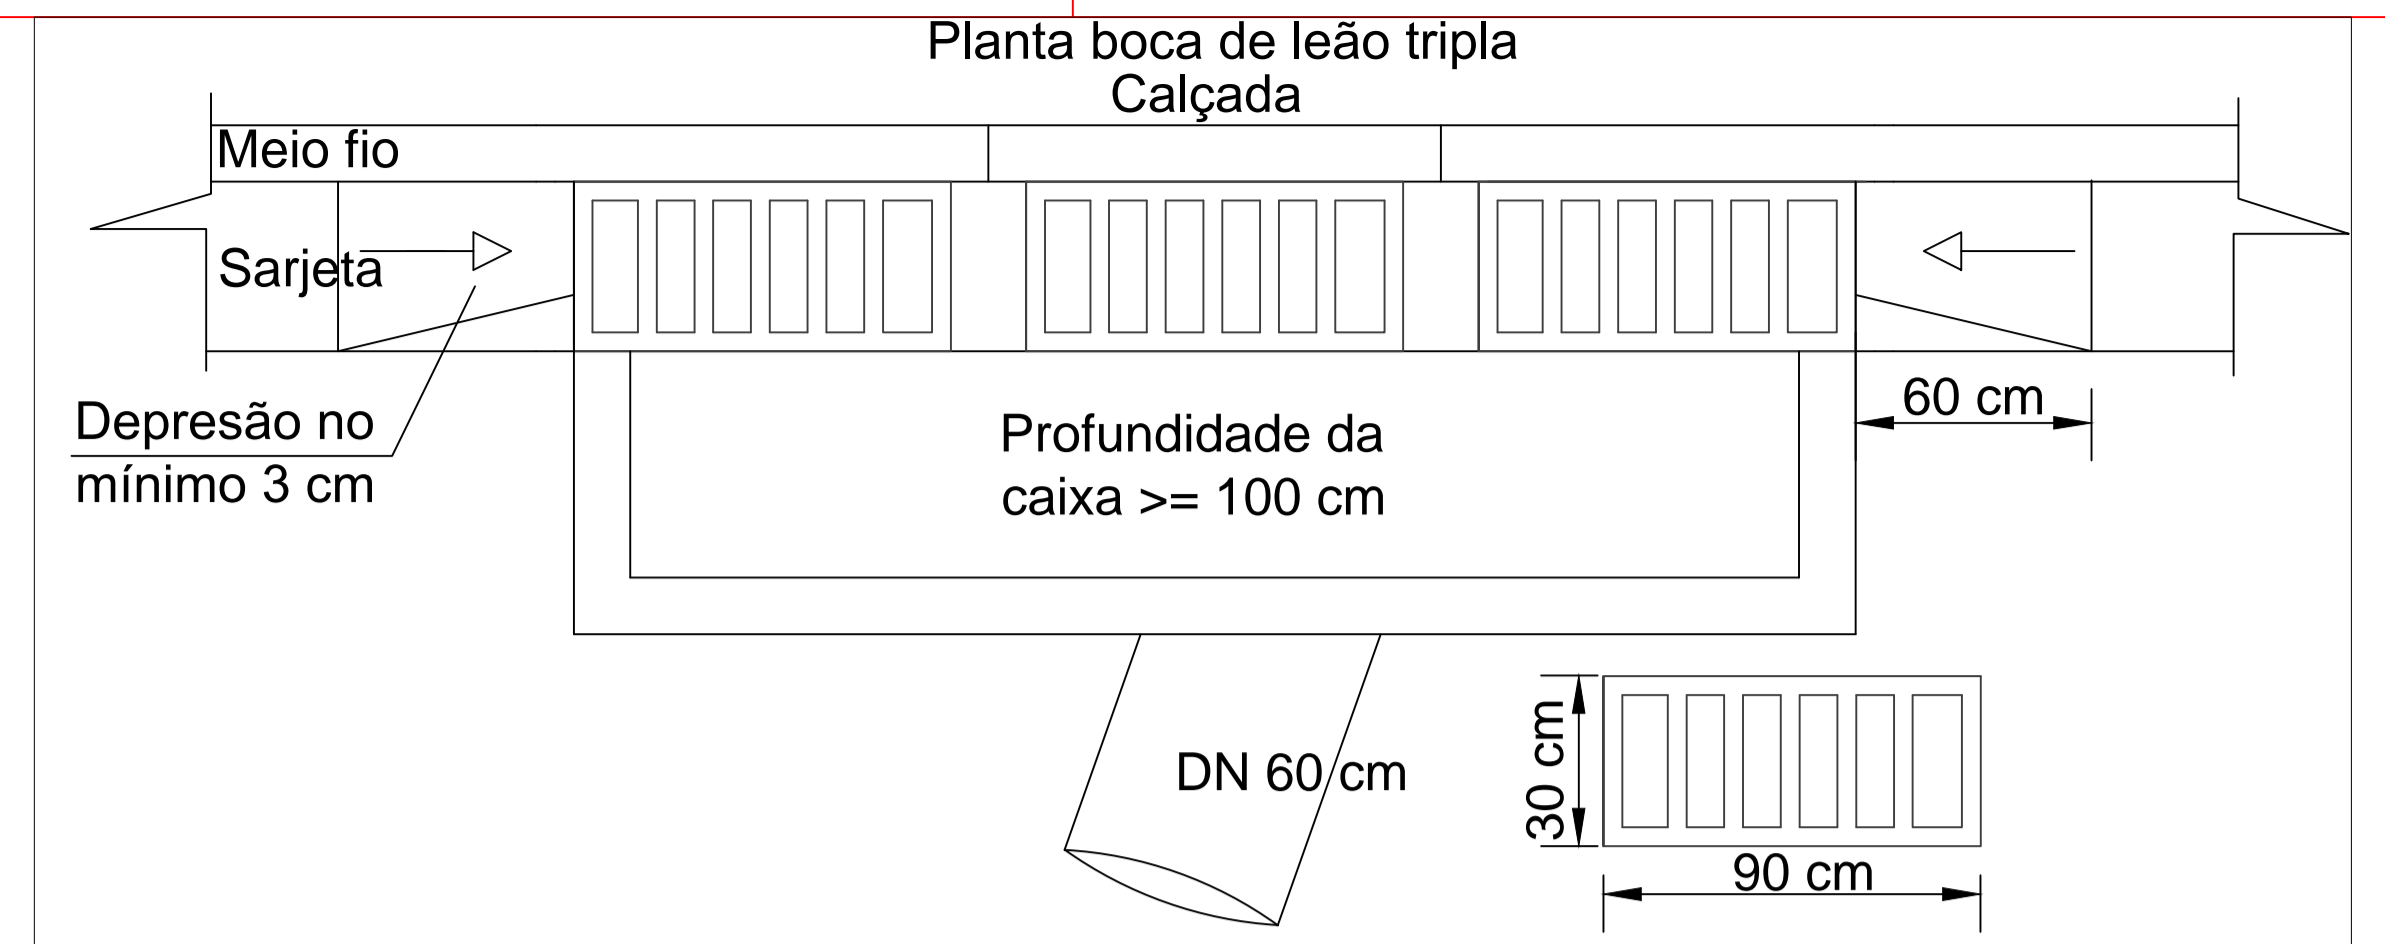 Planta boca de leão tripla
Calçada
Meio fio
Sarjeta
Depresão no
mínimo 3 cm
Profundidade da
caixa >= 100 cm
60 cm
DN 60 cm
30 cm
90 cm